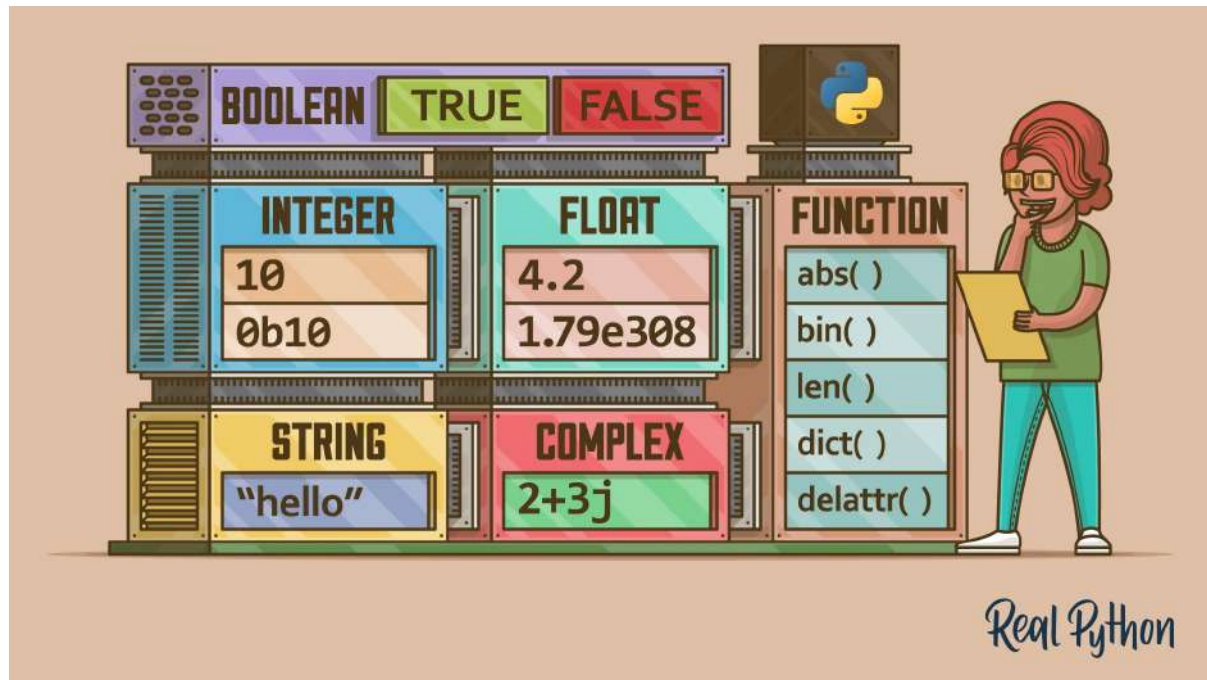 BOOLEAN TRUE FALSE
INTEGER
10
0b10
FLOAT
4.2
1.79e308
FUNCTION
abs( )
bin( )
len( )
dict( )
delattr( )
STRING
“hello”
COMPLEX
2+3j
Real Python